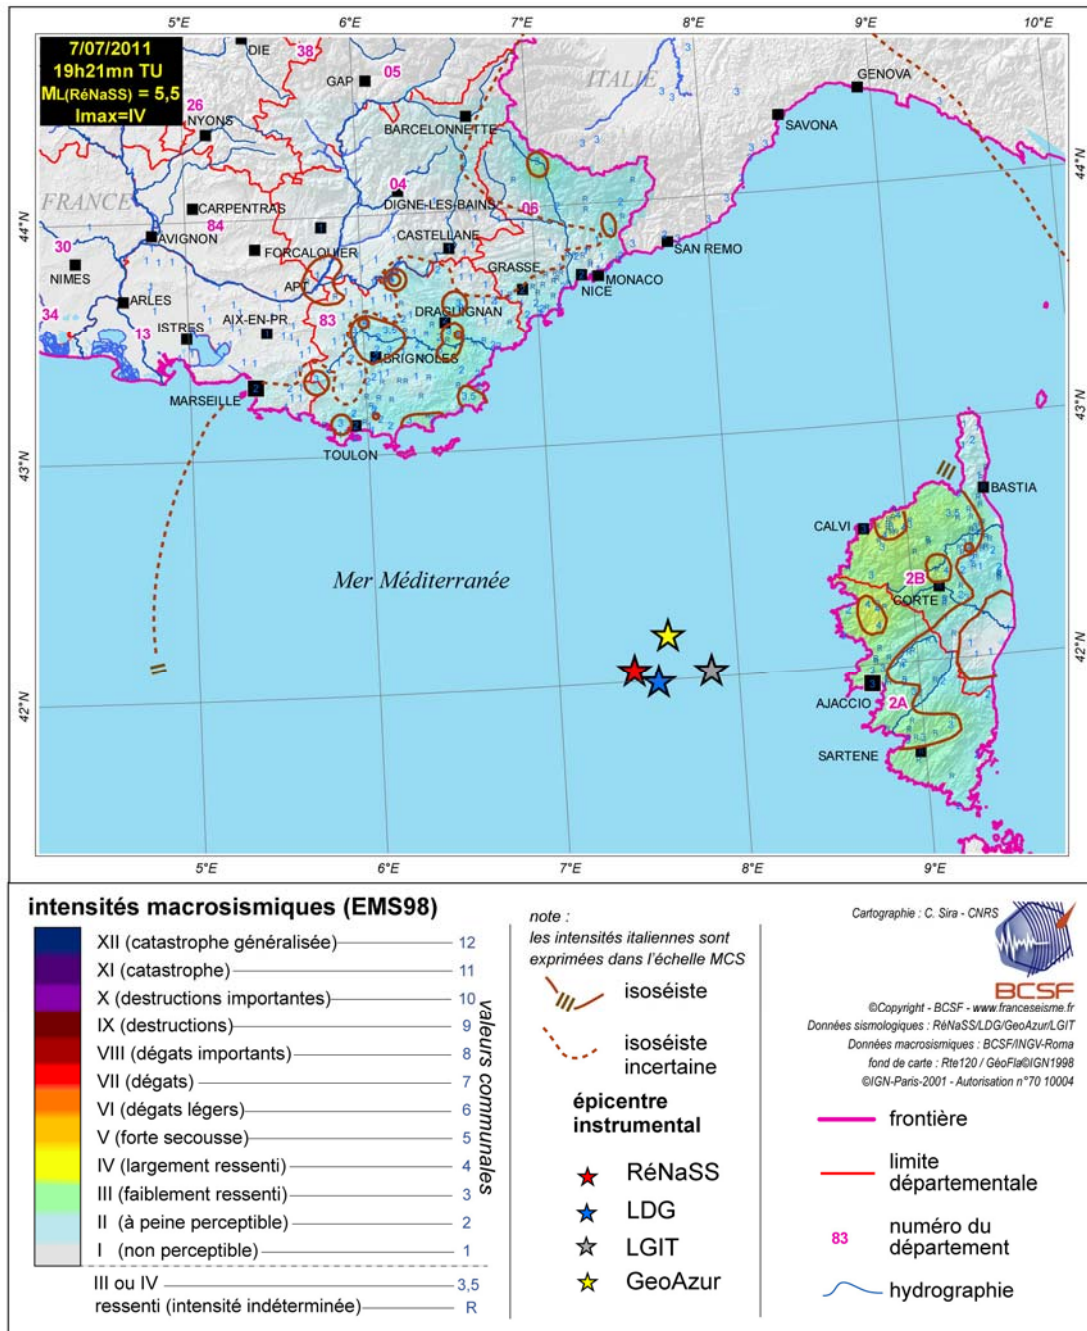 5°E 6°E 7°E 8°E 9°E 10°E
7/07/2011
19h21mn TU
ML(RéNaSS) = 5,5
Imax=IV
DIE
38
GAP
05
ITALIE
GENOVA
26
NYONS
BARCELONNETTE
SAVONA
44°N
44°N
04
FRANCE
CARPENTRAS
DIGNE-LES-BAINS
06
84
AVIGNON
FORCALQUIER
CASTELLANE
SAN REMO
30
NIMES
APT
GRASSE
MONACO
NICE
ARLES
34
13
ISTRES
AIX-EN-PR.
83
DRAGUIGNAN
BRIGNOLES
MARSEILLE
TOULON
43°N
43°N
BASTIA
CALVI
Mer Méditerranée
2B
CORTE
42°N
42°N
AJACCIO
2A
SARTENE
5°E 6°E 7°E 8°E 9°E
intensités macrosismiques (EMS98)
XII (catastrophe généralisée) 12
XI (catastrophe) 11
X (destructions importantes) 10
IX (destructions) 9
VIII (dégats importants) 8
VII (dégats) 7
VI (dégats légers) 6
V (forte secousse) 5
IV (largement ressenti) 4
III (faiblement ressenti) 3
II (à peine perceptible) 2
I (non perceptible) 1
III ou IV 3,5
ressenti (intensité indéterminée) R
valeurs communales
note :
les intensités italiennes sont
exprimées dans l'échelle MCS
isoséiste
isoséiste
incertaine
épicentre
instrumental
RéNaSS
LDG
LGIT
GeoAzur
Cartographie : C. Sira - CNRS
BCSF
©Copyright - BCSF - www.franceseisme.fr
Données sismologiques : RéNaSS/LDG/GeoAzur/LGIT
Données macrosismiques : BCSF/INGV-Roma
fond de carte : Rte120 / GéoFla©IGN1998
©IGN-Paris-2001 - Autorisation n°70 10004
frontière
limite
départementale
83
numéro du
département
hydrographie